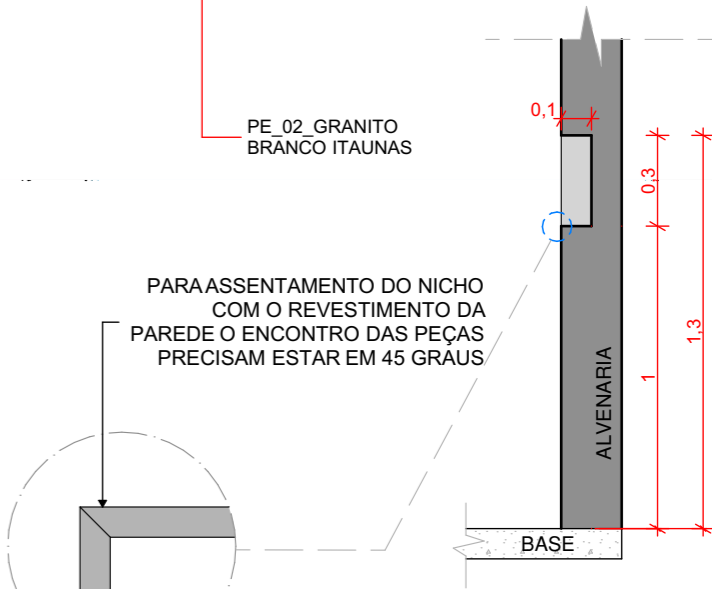 0,1
PE_02_GRANITO
BRANCO ITAUNAS
0,3
PARA ASSENTAMENTO DO NICHO
COM O REVESTIMENTO DA
PAREDE O ENCONTRO DAS PEÇAS
PRECISAM ESTAR EM 45 GRAUS
1,3
1
ALVENARIA
BASE